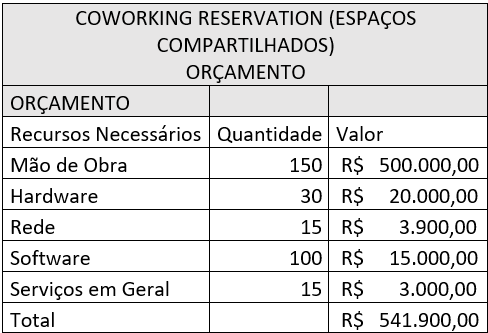 COWORKING RESERVATION (ESPAÇOS
COMPARTILHADOS)
ORÇAMENTO
ORÇAMENTO
Recursos Necessários Quantidade Valor
Mão de Obra 150 R$ 500.000,00
Hardware 30 R$ 20.000,00
Rede 15 R$ 3.900,00
Software 100 R$ 15.000,00
Serviços em Geral 15 R$ 3.000,00
Total R$ 541.900,00